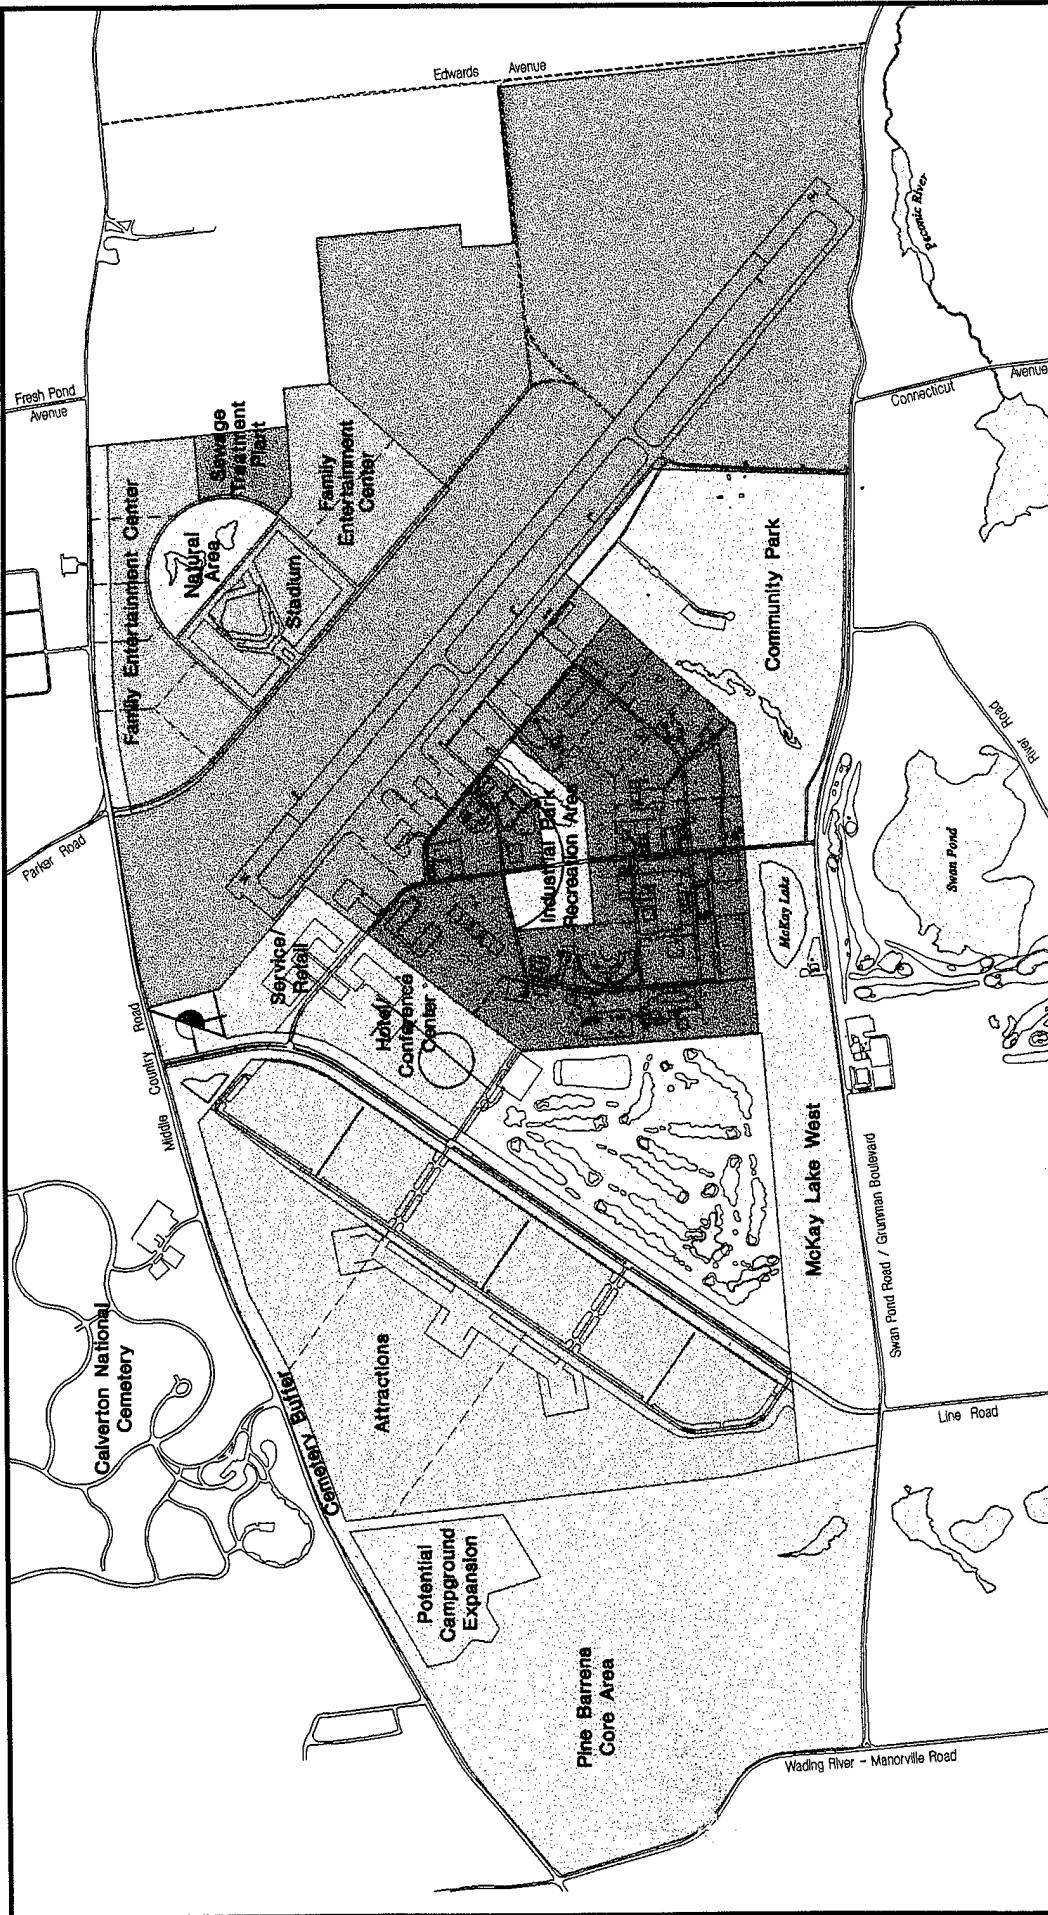 Edwards Avenue
Peconic River
Fresh Pond
Avenue
Connecticut Avenue
Sewage
Treatment
Plant
Family
Entertainment
Center
Family Entertainment Center
Natural
Area
Stadium
Community Park
River Road
Parker Road
Industrial Park
Recreation Area
Swan Pond
McKay Lake
Service/
Retail
Hotel/
Conference
Center
Middle Country Road
McKay Lake West
Swan Pond Road / Grumman Boulevard
Calverton National
Cemetery
Cemetery Buffer
Attractions
Line Road
Potential
Campground
Expansion
Pine Barrens
Core Area
Wading River - Manorville Road